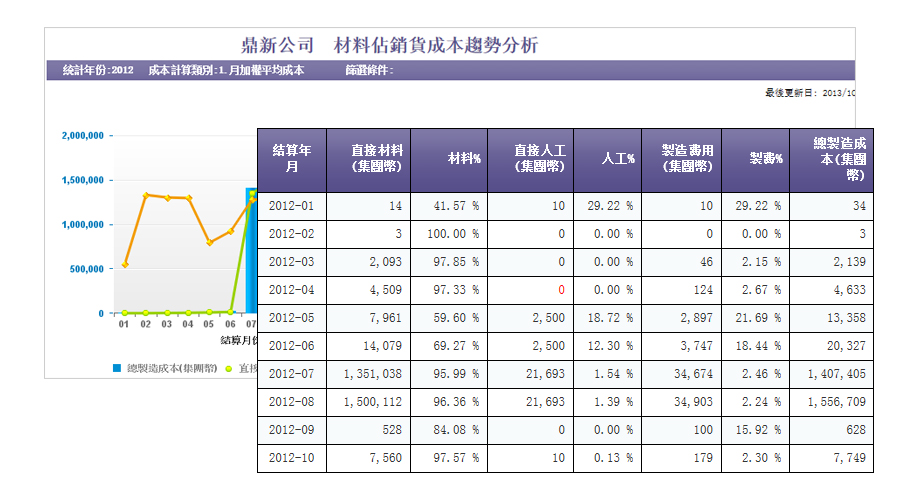 鼎新公司　材料佔銷貨成本趨勢分析
統計年份:2012　成本計算類別:1.月加權平均成本　篩選條件:
最後更新日: 2013/10
2,000,000
1,500,000
1,000,000
500,000
0
01 02 03 04 05 06 07
結算月份
總製造成本(集團幣) 直接
結算年月 直接材料(集團幣) 材料% 直接人工(集團幣) 人工% 製造費用(集團幣) 製費% 總製造成本(集團幣)
2012-01 14 41.57 % 10 29.22 % 10 29.22 % 34
2012-02 3 100.00 % 0 0.00 % 0 0.00 % 3
2012-03 2,093 97.85 % 0 0.00 % 46 2.15 % 2,139
2012-04 4,509 97.33 % 0 0.00 % 124 2.67 % 4,633
2012-05 7,961 59.60 % 2,500 18.72 % 2,897 21.69 % 13,358
2012-06 14,079 69.27 % 2,500 12.30 % 3,747 18.44 % 20,327
2012-07 1,351,038 95.99 % 21,693 1.54 % 34,674 2.46 % 1,407,405
2012-08 1,500,112 96.36 % 21,693 1.39 % 34,903 2.24 % 1,556,709
2012-09 528 84.08 % 0 0.00 % 100 15.92 % 628
2012-10 7,560 97.57 % 10 0.13 % 179 2.30 % 7,749